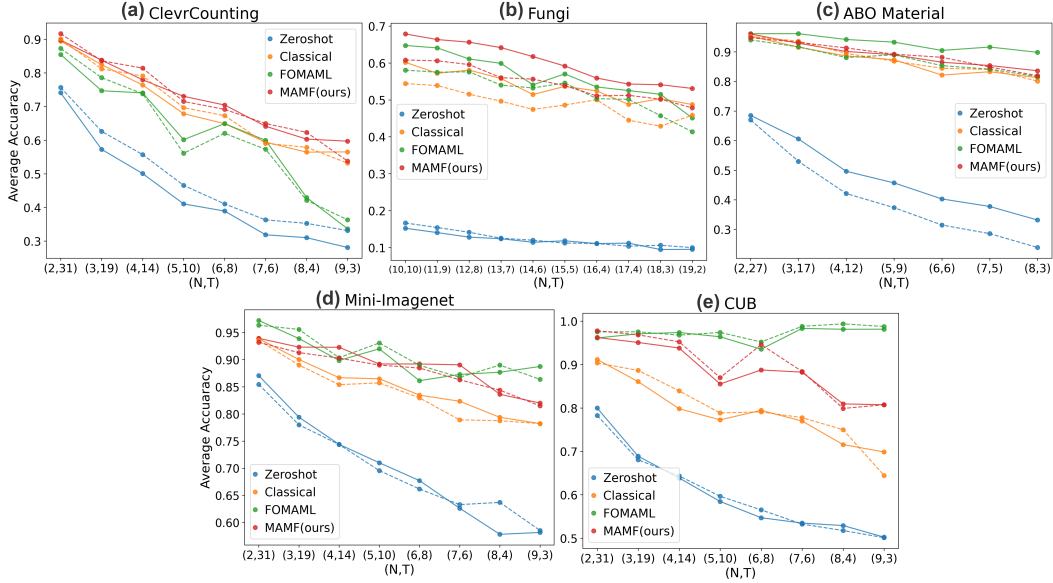 (a) ClevrCounting
Average Accuaracy
0.9
0.8
0.7
0.6
0.5
0.4
0.3
Zeroshot
Classical
FOMAML
MAMF(ours)
(2,31) (3,19) (4,14) (5,10) (6,8) (7,6) (8,4) (9,3)
(N,T)
(b) Fungi
0.7
0.6
0.5
0.4
0.3
0.2
0.1
Zeroshot
Classical
FOMAML
MAMF(ours)
(10,10) (11,9) (12,8) (13,7) (14,6) (15,5) (16,4) (17,4) (18,3) (19,2)
(N,T)
(c) ABO Material
0.9
0.8
0.7
0.6
0.5
0.4
0.3
Zeroshot
Classical
FOMAML
MAMF(ours)
(2,27) (3,17) (4,12) (5,9) (6,6) (7,5) (8,3)
(N,T)
(d) Mini-Imagenet
Average Accuaracy
0.95
0.90
0.85
0.80
0.75
0.70
0.65
0.60
Zeroshot
Classical
FOMAML
MAMF(ours)
(2,31) (3,19) (4,14) (5,10) (6,8) (7,6) (8,4) (9,3)
(N,T)
(e) CUB
1.0
0.9
0.8
0.7
0.6
0.5
Zeroshot
Classical
FOMAML
MAMF(ours)
(2,31) (3,19) (4,14) (5,10) (6,8) (7,6) (8,4) (9,3)
(N,T)